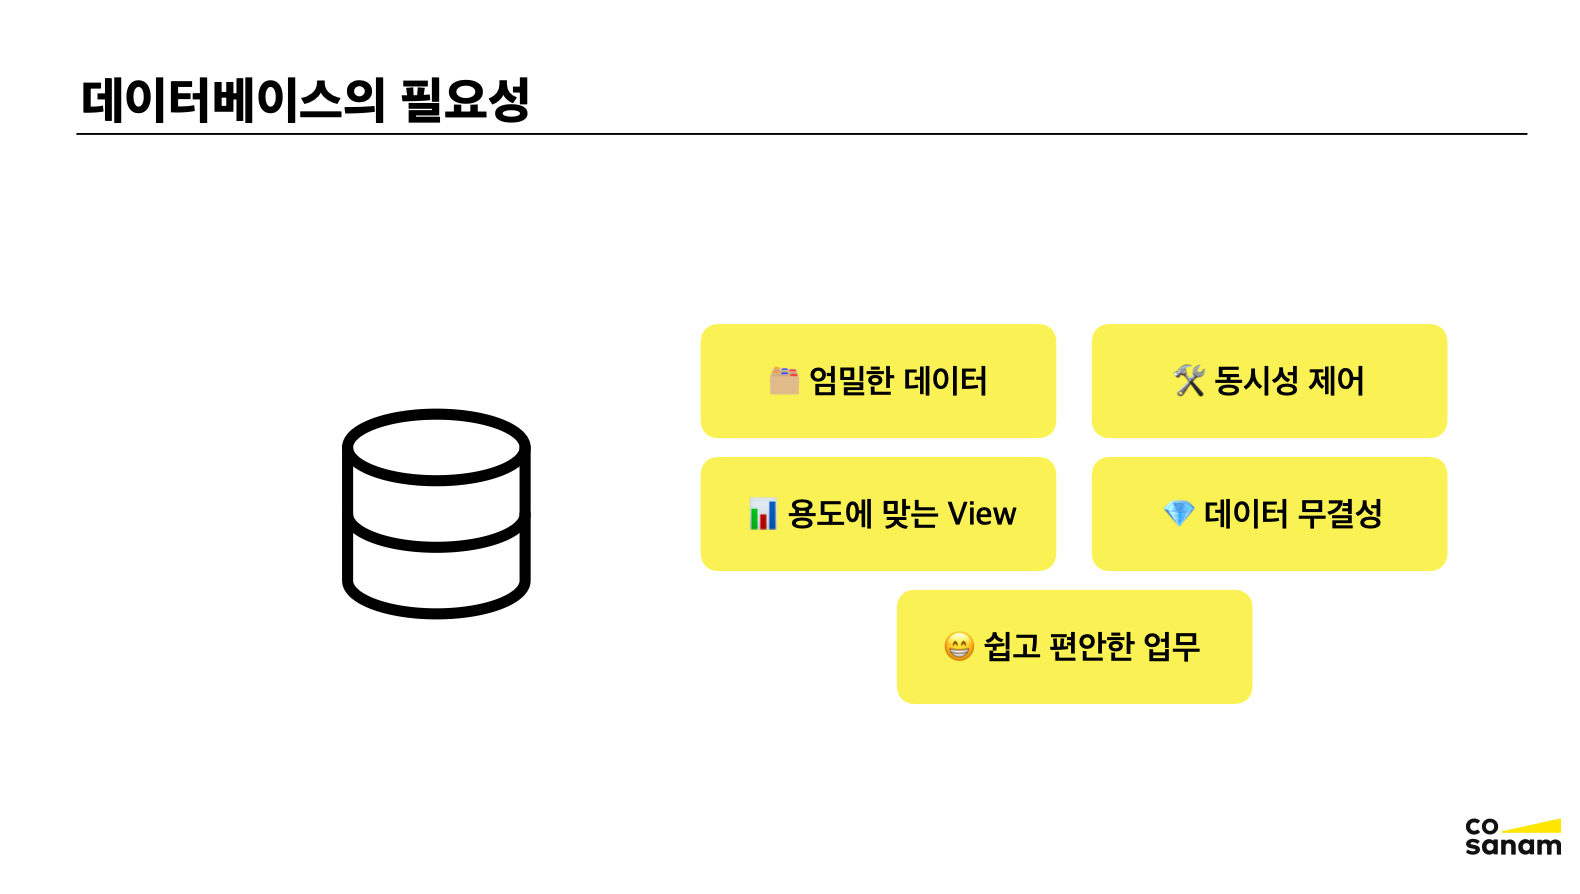 데이터베이스의 필요성
🗂️ 엄밀한 데이터
🛠️ 동시성 제어
📊 용도에 맞는 View
💎 데이터 무결성
😁 쉽고 편안한 업무
co
sanam